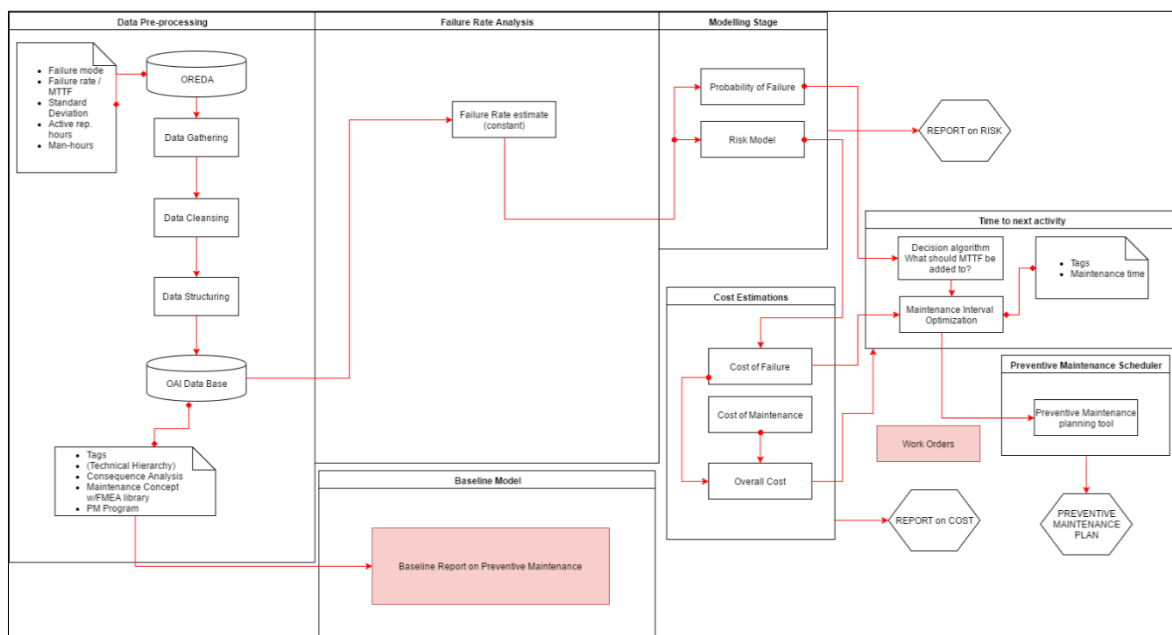 Data Pre-processing
Failure mode
Failure rate /
MTTF
Standard
Deviation
Active rep.
hours
Man-hours
OREDA
Data Gathering
Data Cleansing
Data Structuring
OAI Data Base
Tags
(Technical Hierarchy)
Consequence Analysis
Maintenance Concept
w/FMEA library
PM Program
Failure Rate Analysis
Failure Rate estimate
(constant)
Baseline Model
Baseline Report on Preventive Maintenance
Modelling Stage
Probability of Failure
Risk Model
REPORT on
RISK
Cost Estimations
Cost of Failure
Cost of Maintenance
Overall Cost
REPORT on
COST
Time to next activity
Decision algorithm
What should MTTF be
added to?
Maintenance Interval
Optimization
Tags
Maintenance time
Work Orders
Preventive Maintenance Scheduler
Preventive Maintenance
planning tool
PREVENTIVE
MAINTENANCE
PLAN